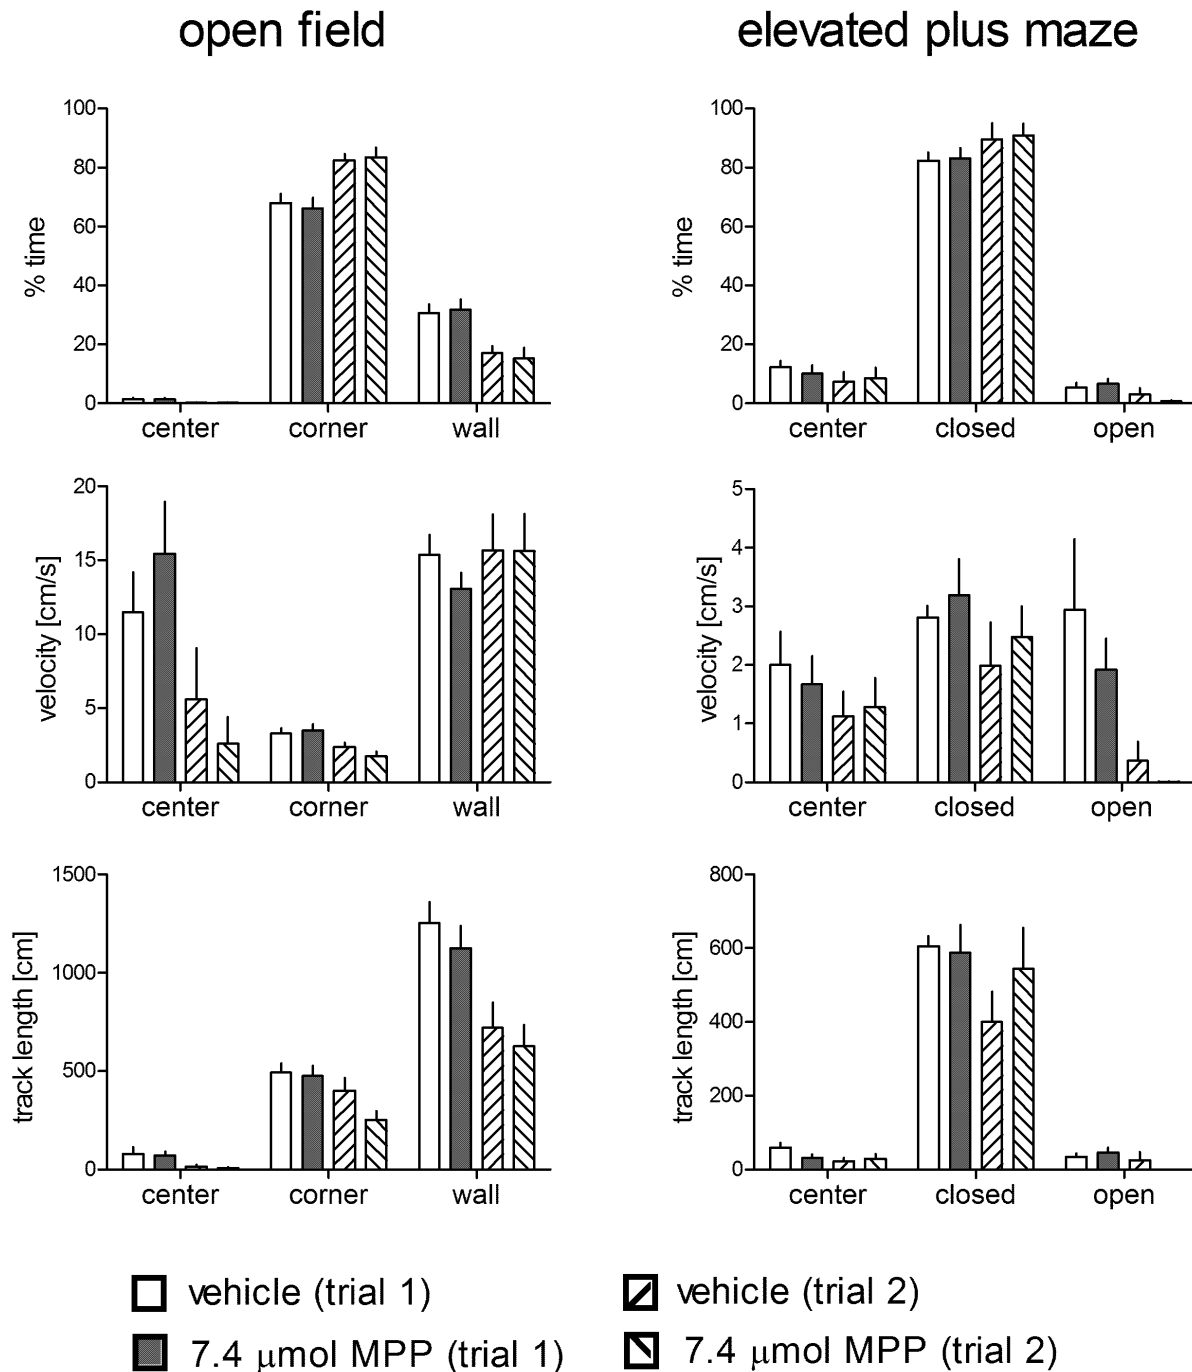 open field
elevated plus maze
100
80
60
40
20
0
% time
center corner wall
100
80
60
40
20
0
% time
center closed open
20
15
10
5
0
velocity [cm/s]
center corner wall
5
4
3
2
1
0
velocity [cm/s]
center closed open
1500
1000
500
0
track length [cm]
center corner wall
800
600
400
200
0
track length [cm]
center closed open
vehicle (trial 1)
vehicle (trial 2)
7.4 μmol MPP (trial 1)
7.4 μmol MPP (trial 2)